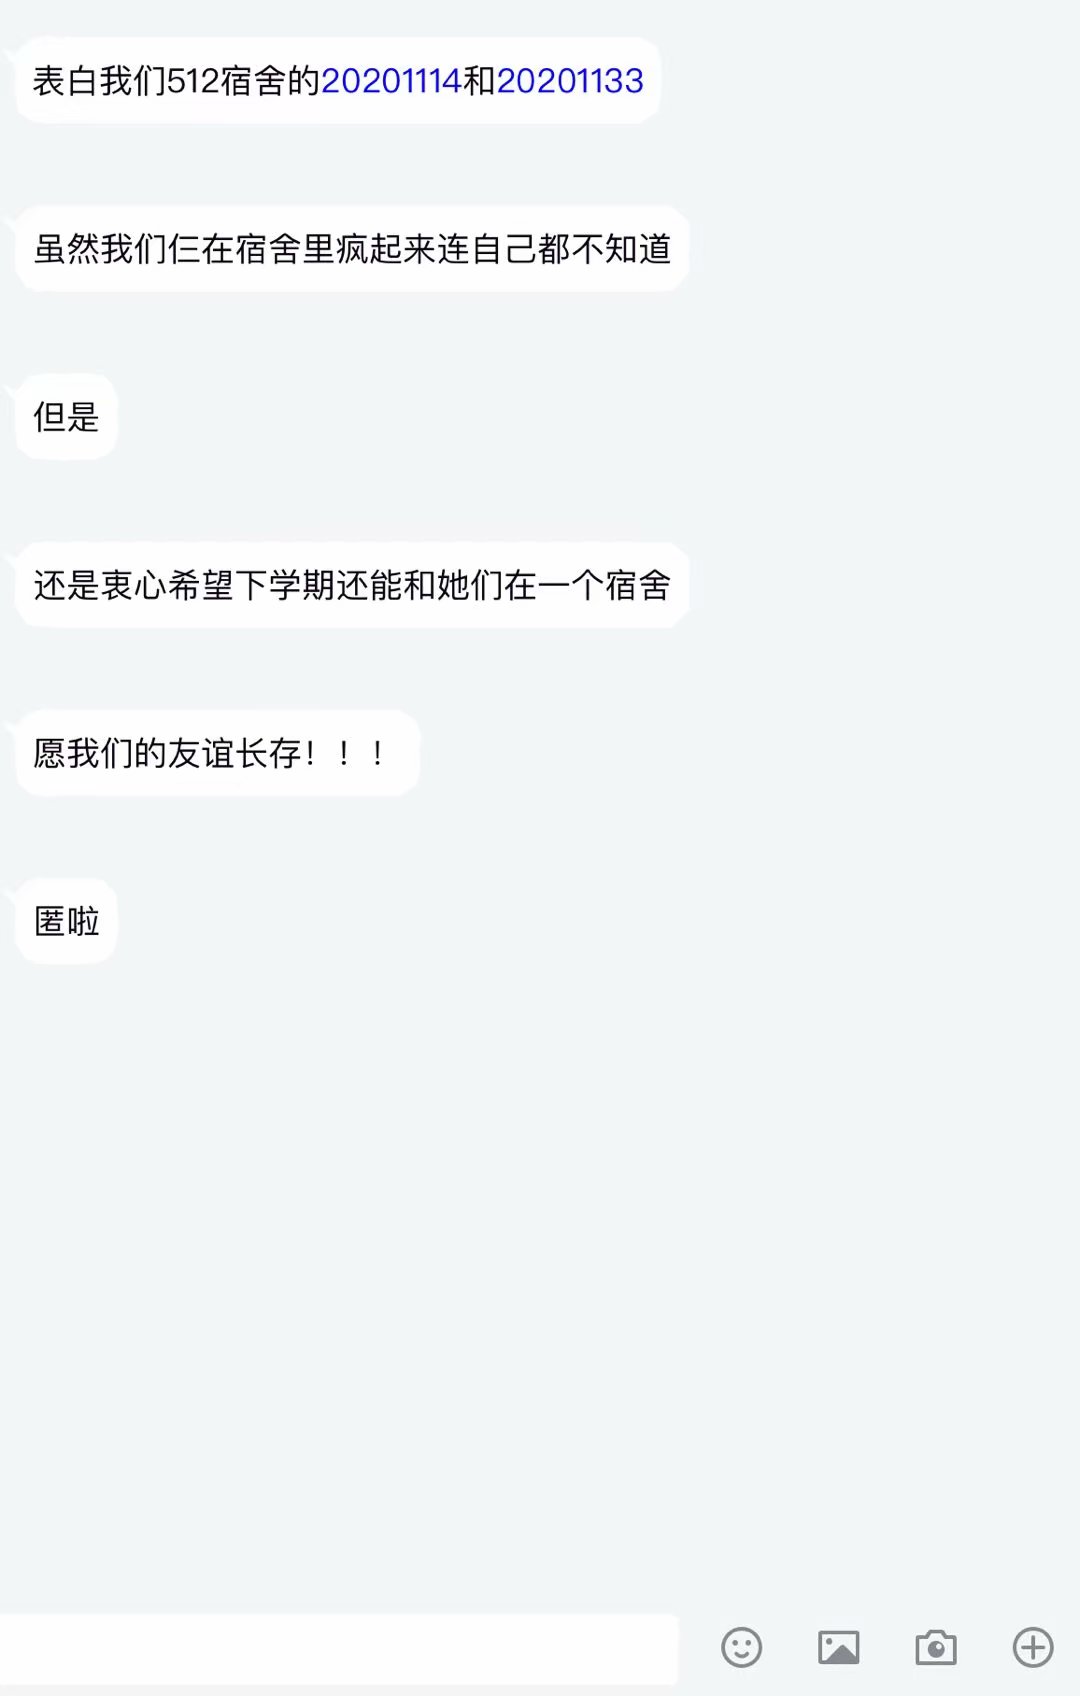 表白我们512宿舍的20201114和20201133
虽然我们仨在宿舍里疯起来连自己都不知道
但是
还是衷心希望下学期还能和她们在一个宿舍
愿我们的友谊长存！！！
匿啦